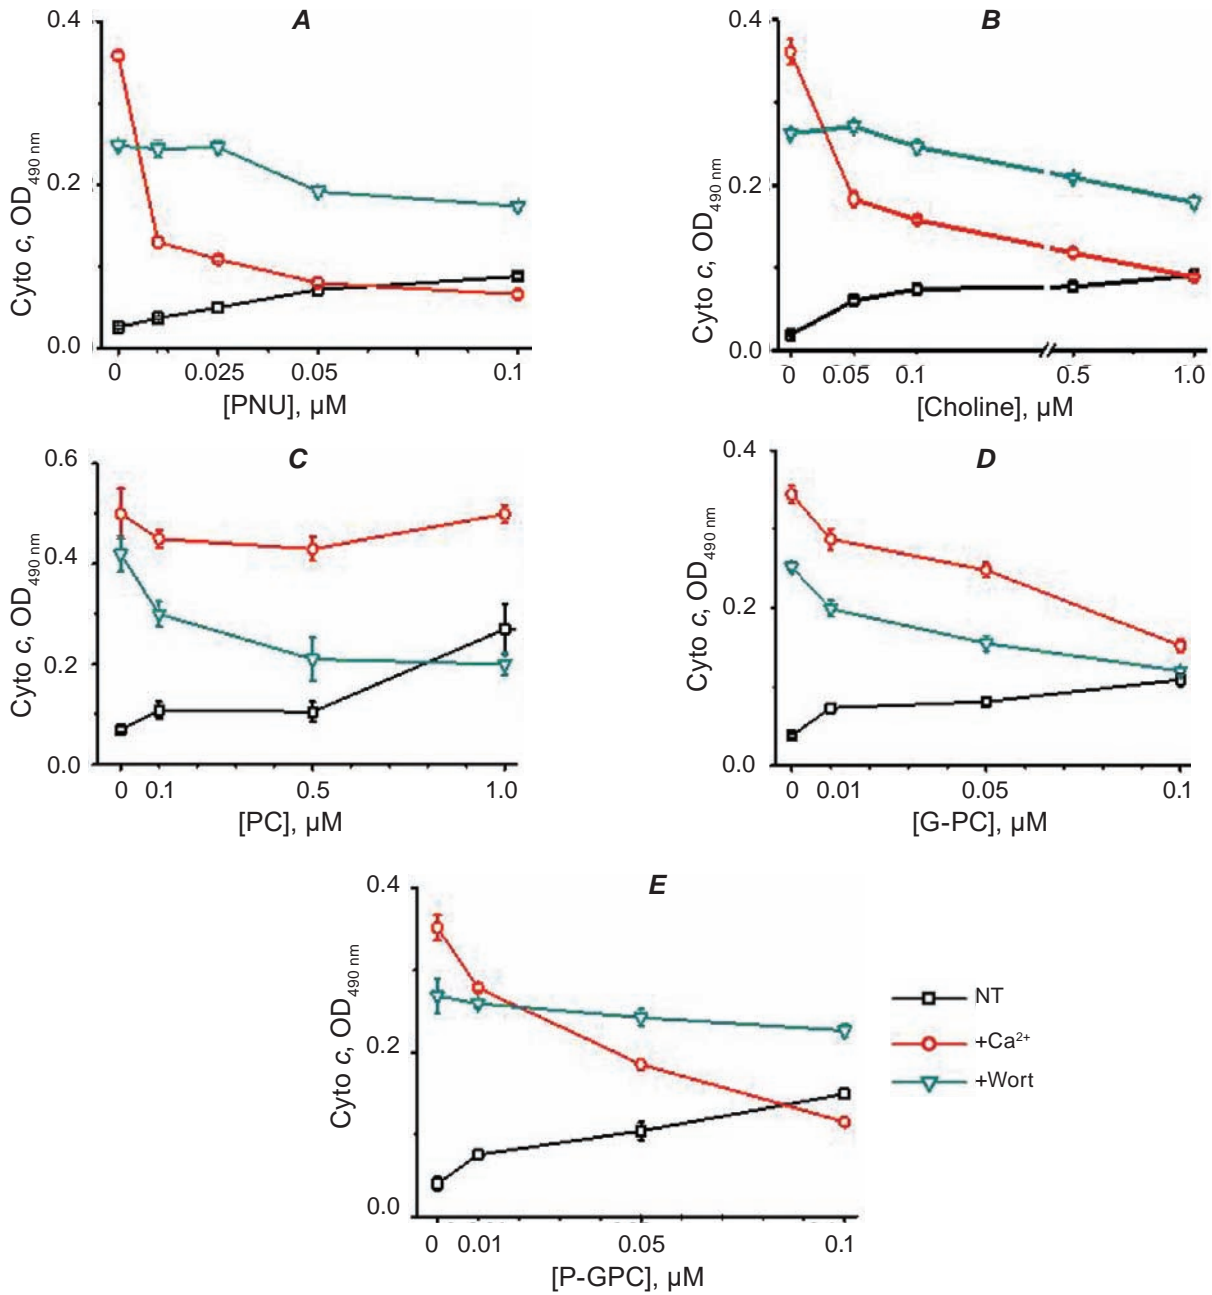 A
0.4
0.2
0.0
Cyto c, OD490 nm
0 0.025 0.05 0.1
[PNU], µM
B
0.4
0.2
0.0
Cyto c, OD490 nm
0 0.05 0.1 0.5 1.0
[Choline], µM
C
0.6
0.4
0.2
0.0
Cyto c, OD490 nm
0 0.1 0.5 1.0
[PC], µM
D
0.4
0.2
0.0
Cyto c, OD490 nm
0 0.01 0.05 0.1
[G-PC], µM
E
0.4
0.2
0.0
Cyto c, OD490 nm
0 0.01 0.05 0.1
[P-GPC], µM
NT
+Ca²⁺
+Wort